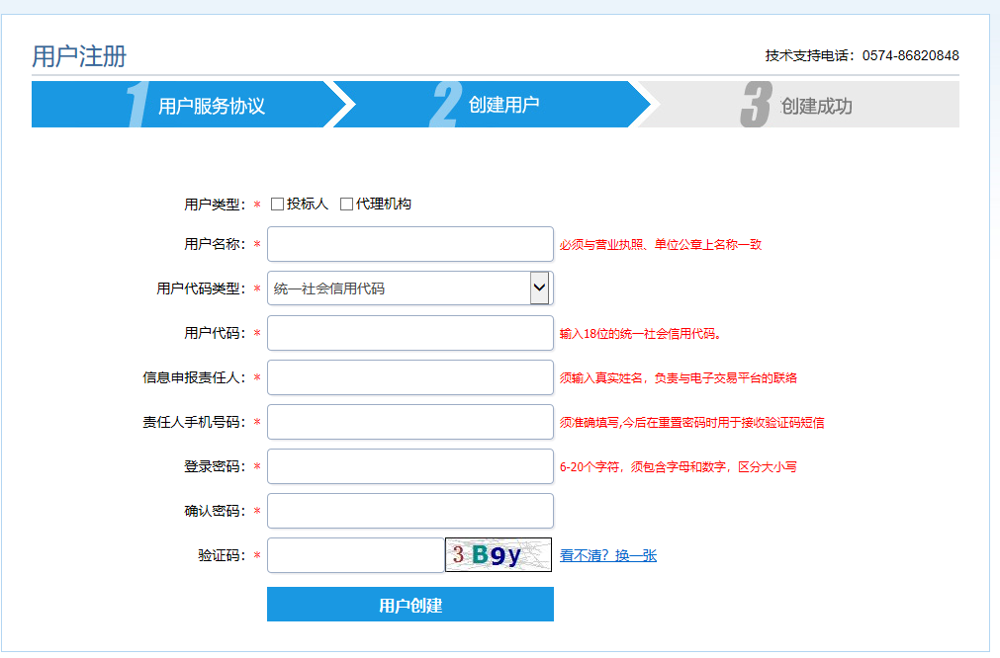 用户注册
技术支持电话：0574-86820848
1 用户服务协议 2 创建用户 3 创建成功
用户类型：* 投标人 代理机构
用户名称：* 必须与营业执照、单位公章上名称一致
用户代码类型：* 统一社会信用代码
用户代码：* 输入18位的统一社会信用代码。
信息申报责任人：* 须输入真实姓名，负责与电子交易平台的联络
责任人手机号码：* 须准确填写,今后在重置密码时用于接收验证码短信
登录密码：* 6-20个字符，须包含字母和数字，区分大小写
确认密码：*
验证码：* 3B9y 看不清？换一张
用户创建